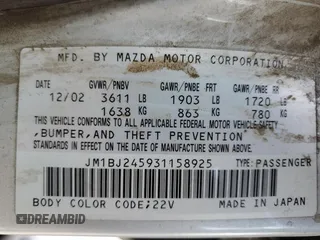 MFD. BY MAZDA MOTOR CORPORATION
DATE GVWR/PNBV GAWR/PNBE FRT GAWR/PNBE RR
12/02 3611 LB 1903 LB 1720 LB
1638 KG 863 KG 780 KG
THIS VEHICLE CONFORMS TO ALL APPLICABLE FEDERAL MOTOR VEHICLE SAFETY
,BUMPER,AND THEFT PREVENTION
STANDARDS IN EFFECT ON THE DATE OF MANUFACTURE SHOWN ABOVE.
JM1BJ245931158925 TYPE:PASSENGER
BODY COLOR CODE;22V MADE IN JAPAN
DREAMBID